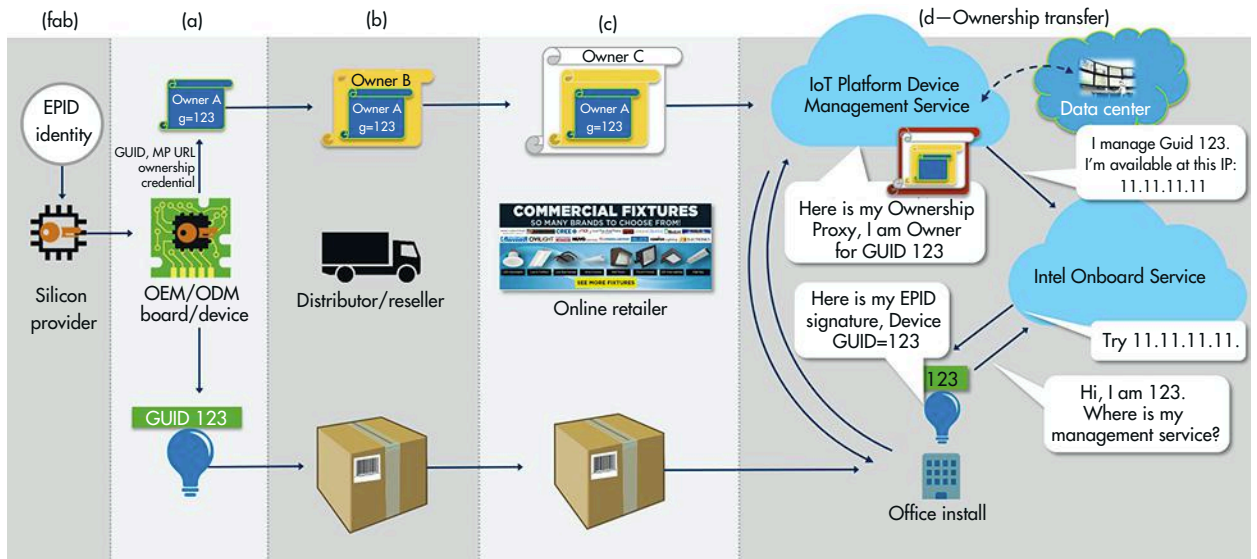 (fab)
(a)
(b)
(c)
(d—Ownership transfer)
EPID
identity
Silicon
provider
Owner A
g=123
GUID, MP URL
ownership
credential
OEM/ODM
board/device
GUID 123
Owner B
Owner A
g=123
Distributor/reseller
Owner C
Owner A
g=123
COMMERCIAL FIXTURES
SO MANY BRANDS TO CHOOSE FROM!
CREE
OVILIGHT
SEE MORE FIXTURES
Online retailer
IoT Platform Device
Management Service
Data center
I manage Guid 123.
I'm available at this IP:
11.11.11.11
Here is my Ownership
Proxy, I am Owner
for GUID 123
Intel Onboard Service
Here is my EPID
signature, Device
GUID=123
Try 11.11.11.11.
123
Hi, I am 123.
Where is my
management service?
Office install